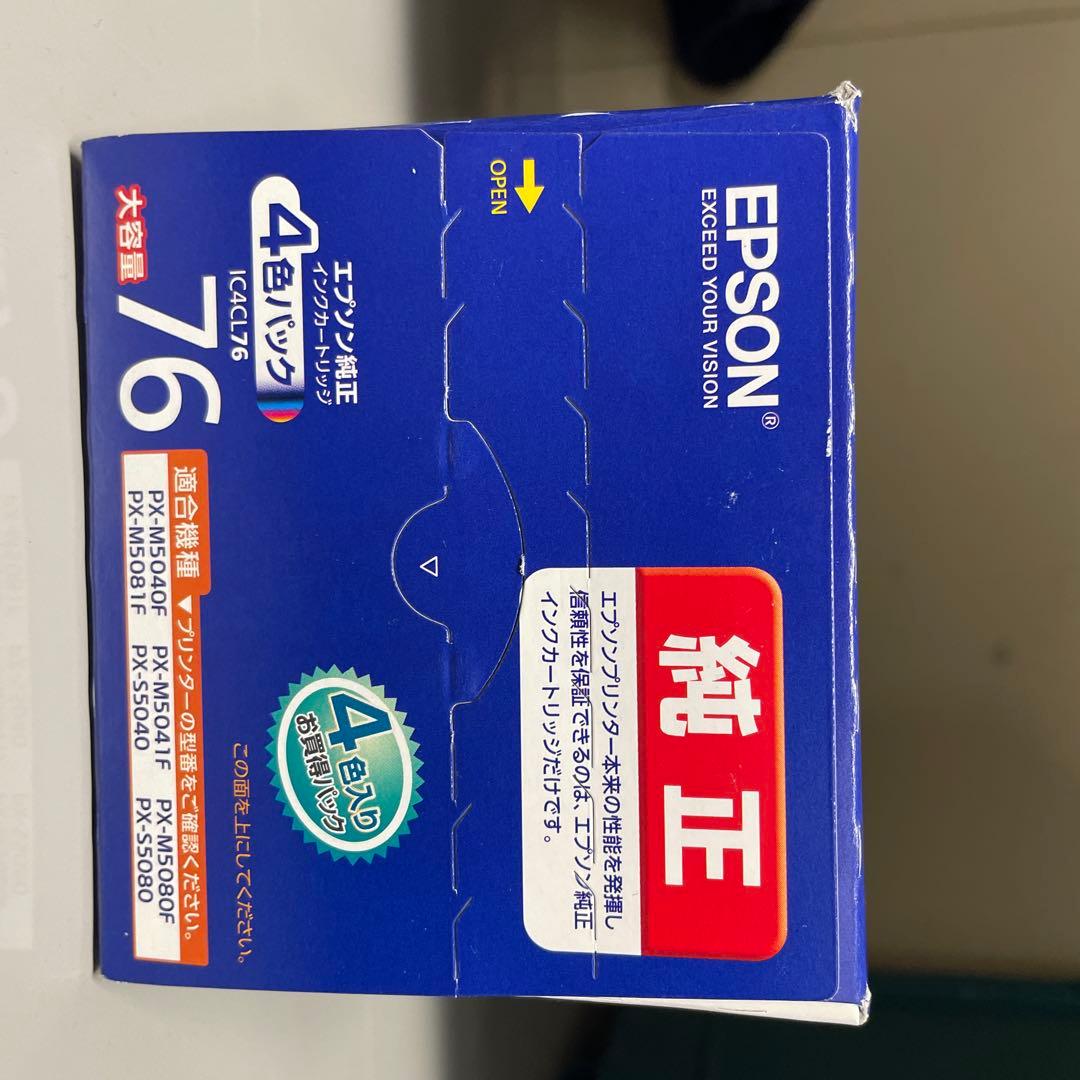 EPSON®
EXCEED YOUR VISION
純正
エプソンプリンター本来の性能を発揮し
信頼性を保証できるのは、エプソン純正
インクカートリッジだけです。
OPEN
エプソン純正
インクカートリッジ
4色パック
IC4CL76
大容量
76
4色入り
お買得パック
この面を上にしてください。
適合機種 ▼プリンターの型番をご確認ください。
PX-M5040F PX-M5041F PX-M5080F
PX-M5081F PX-S5040 PX-S5080